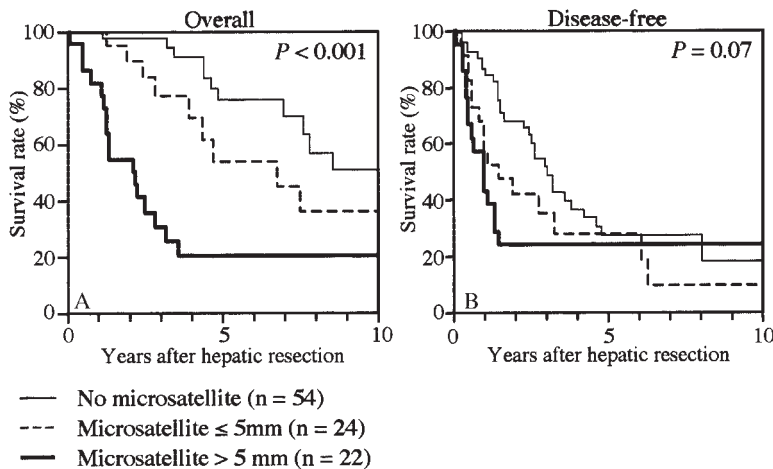 Overall
Disease-free
P < 0.001
P = 0.07
Survival rate (%)
100
80
60
40
20
0
A
0
5
10
Years after hepatic resection
Survival rate (%)
100
80
60
40
20
0
B
0
5
10
Years after hepatic resection
No microsatellite (n = 54)
Microsatellite ≤ 5mm (n = 24)
Microsatellite > 5 mm (n = 22)